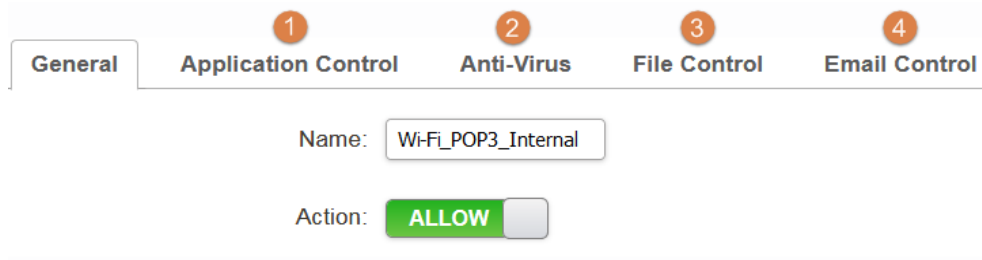 1 2 3 4
General Application Control Anti-Virus File Control Email Control
Name: Wi-Fi_POP3_Internal
Action: ALLOW